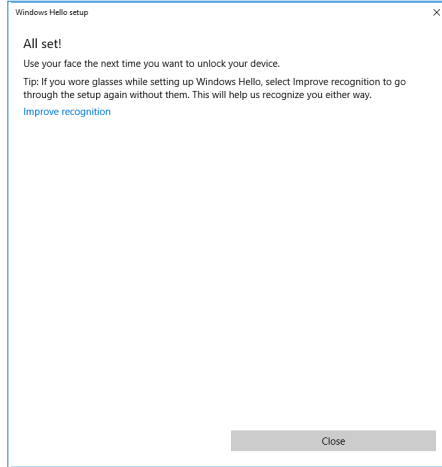 Windows Hello setup
All set!
Use your face the next time you want to unlock your device.
Tip: If you wore glasses while setting up Windows Hello, select Improve recognition to go
through the setup again without them. This will help us recognize you either way.
Improve recognition
Close